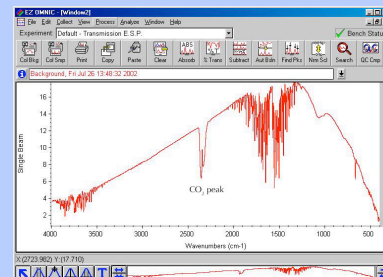 EZ OMNIC - [Window2]
File Edit Collect View Process Analyze Window Help
Experiment: Default - Transmission E.S.P. Bench Statu
Col Bkg Col Smp Print Copy Paste Clear Absorb % Trans Subtract Aut Bsln Find Pks Nrm Scl Search QC Cmp
ABS
Background, Fri Jul 26 13:48:32 2002
16
14
12
10
8
6
4
2
Single Beam
CO2 peak
4000 3500 3000 2500 2000 1500 1000 500
Wavenumbers (cm-1)
X:(2723.982) Y:(17.710)
T